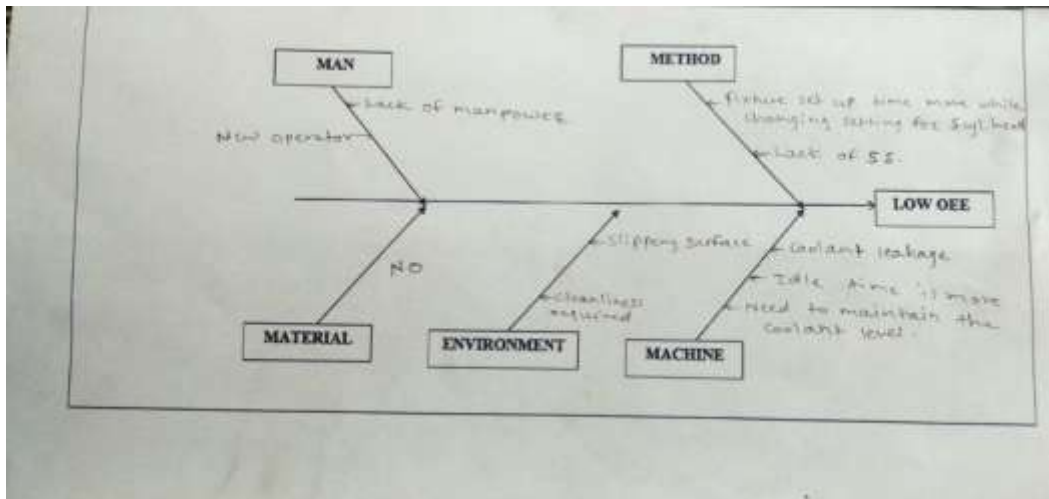 MAN
METHOD
Lack of manpower
New operator
Fixture set up time more while
changing setting for
Lack of 5S.
LOW OEE
NO
Slippery surface
cleanliness
required
Coolant leakage
Idle time is more
Need to maintain the
coolant level.
MATERIAL
ENVIRONMENT
MACHINE